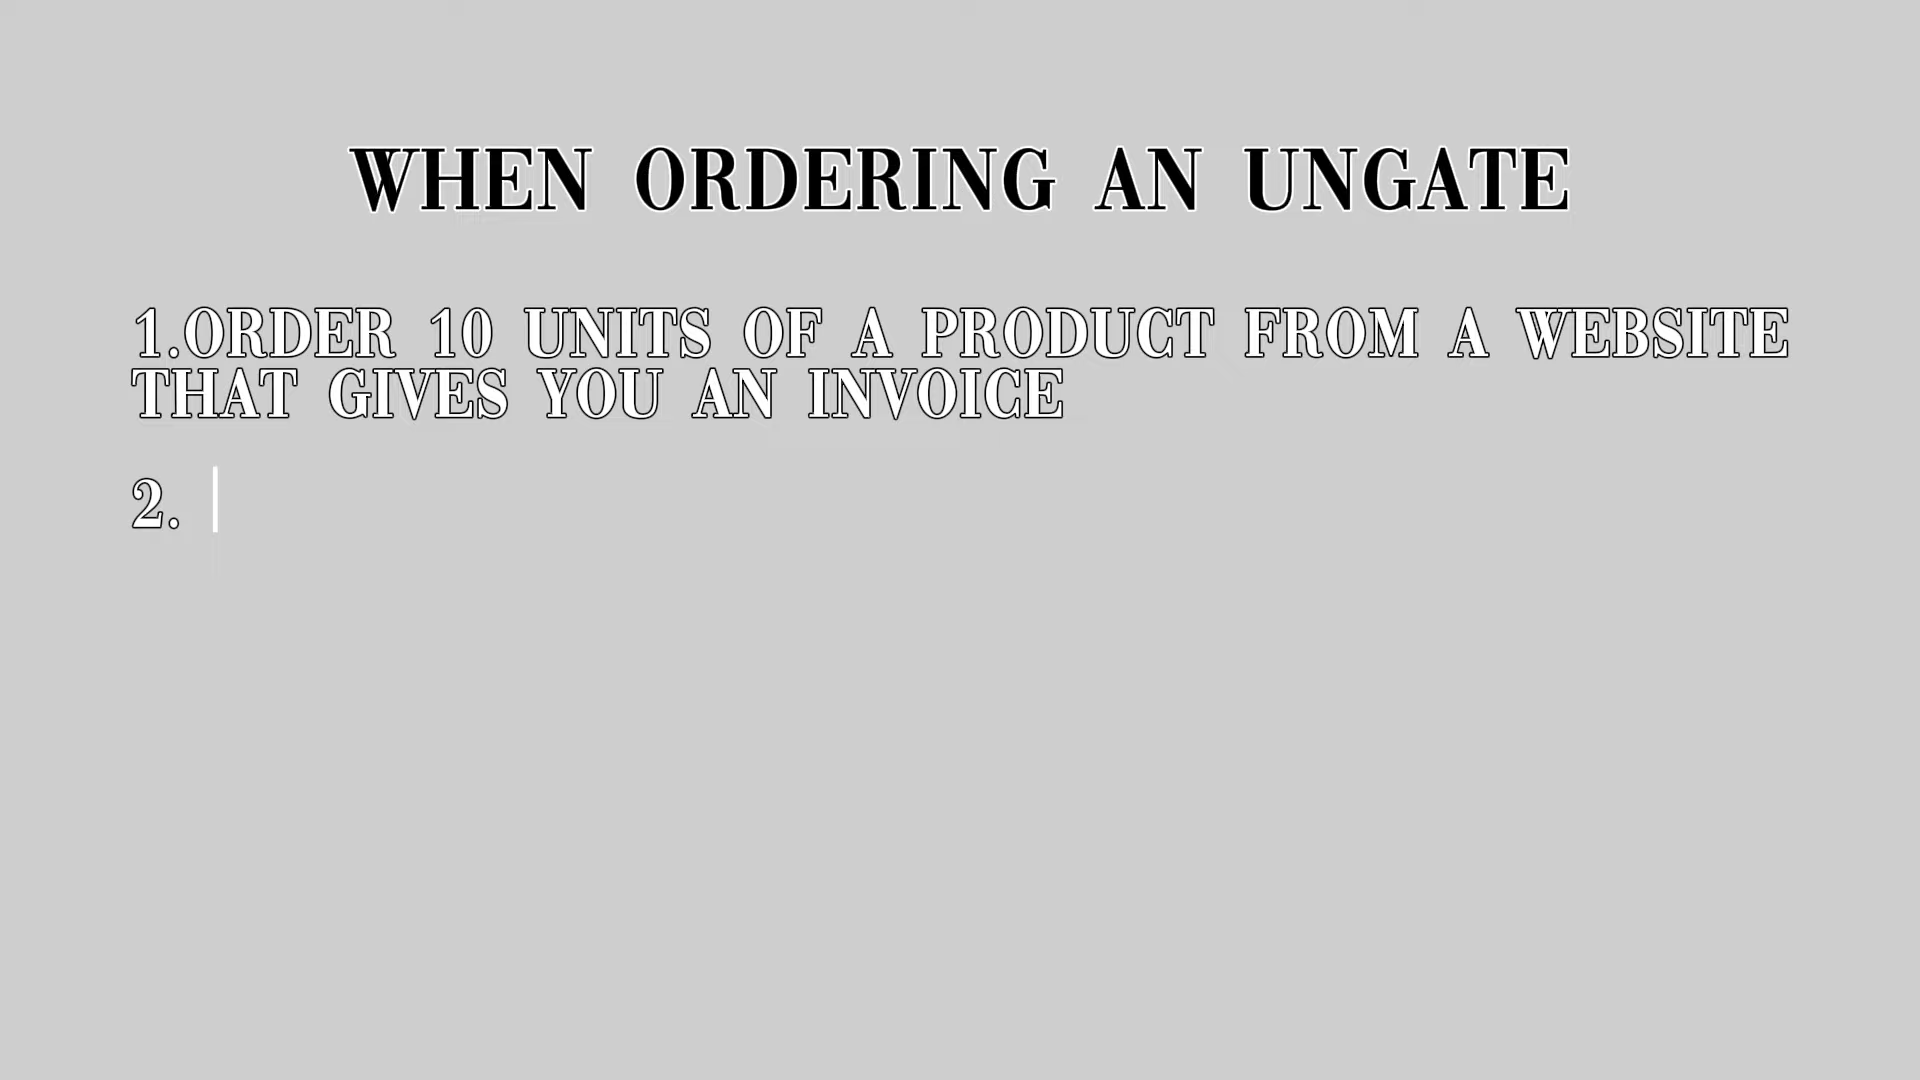 WHEN ORDERING AN UNGATE
1.ORDER 10 UNITS OF A PRODUCT FROM A WEBSITE
THAT GIVES YOU AN INVOICE
2.